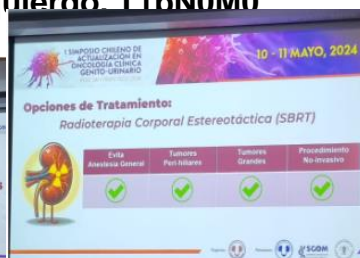 T1bN0M0
I SIMPOSIO CHILENO DE
ACTUALIZACIÓN EN
ONCOLOGÍA CLÍNICA
GENITO-URINARIO
10 - 11 MAYO, 2024
Opciones de Tratamiento:
Radioterapia Corporal Estereotáctica (SBRT)
Evita
Anestesia General
Tumores
Peri-hiliares
Tumores
Grandes
Procedimiento
No-invasivo
SCOM